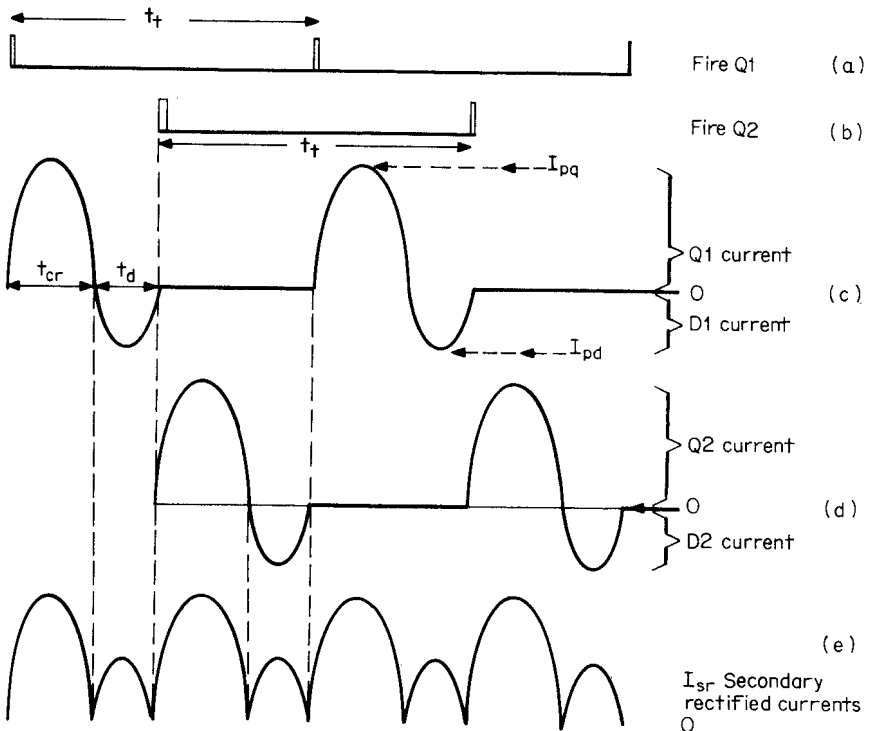 t_t
Fire Q1 (a)
Fire Q2 (b)
t_t
I_pq
Q1 current
t_cr t_d
O (c)
D1 current
I_pd
Q2 current
O (d)
D2 current
(e)
I_sr Secondary
rectified currents
O